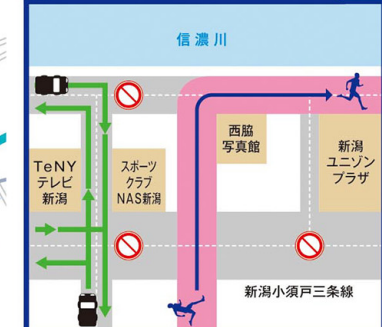 信濃川
西脇
写真館
新潟
ユニゾン
プラザ
TeNY
テレビ
新潟
スポーツ
クラブ
NAS新潟
新潟小須戸三条線